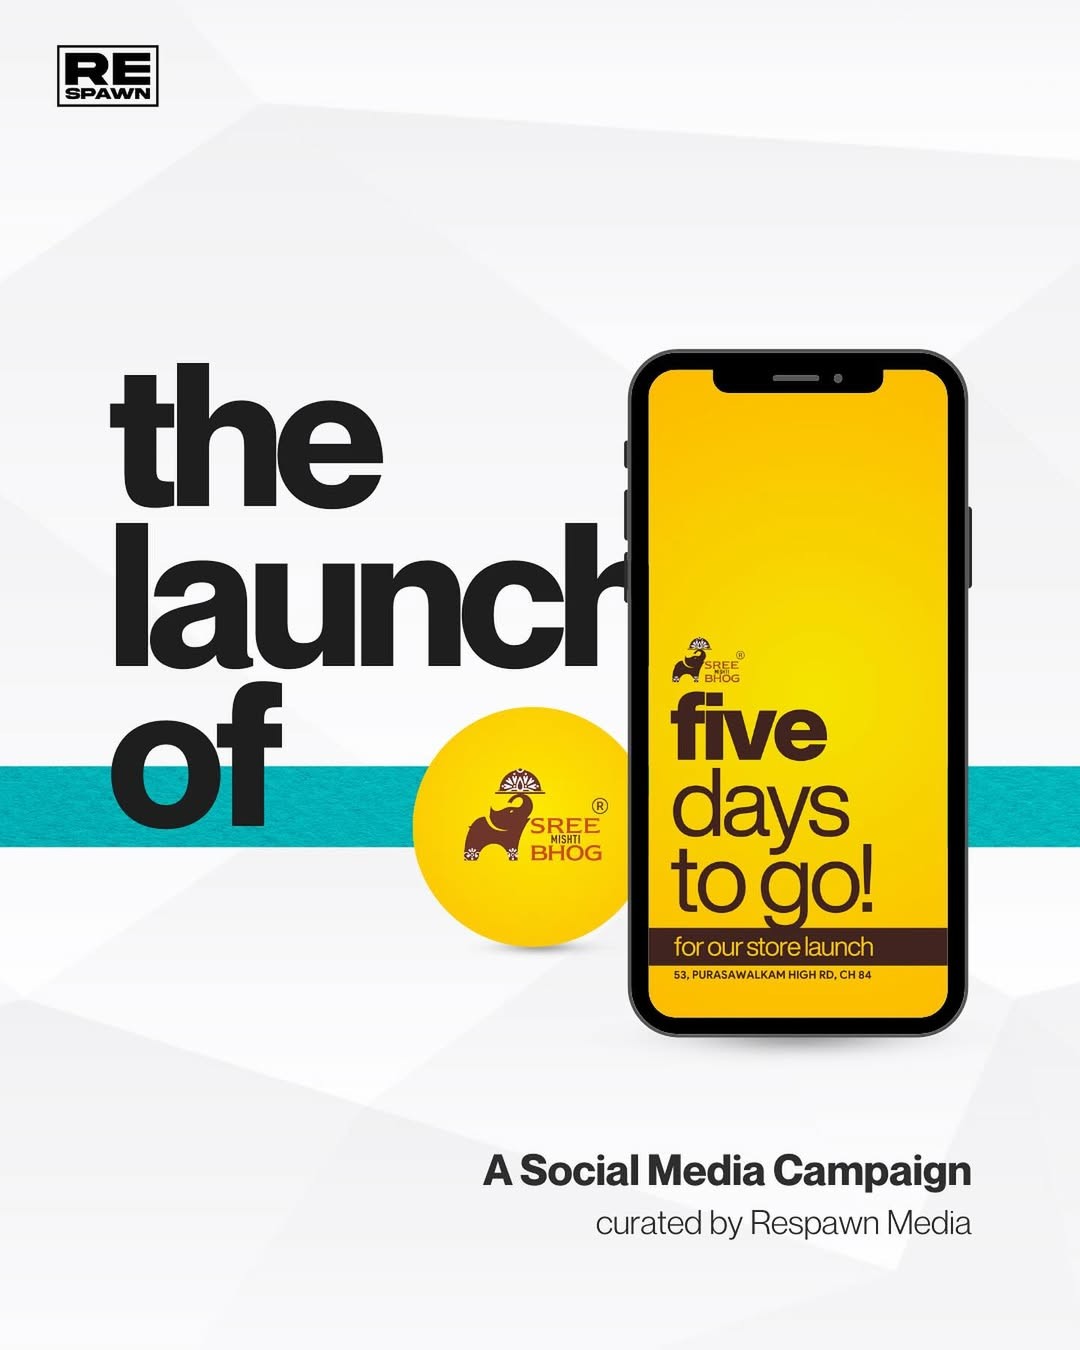 RE
SPAWN
the
launch
of
SREE ®
MISHTI
BHOG
SREE ®
MISHTI
BHOG
five
days
to go!
for our store launch
53, PURASAWALKAM HIGH RD, CH 84
A Social Media Campaign
curated by Respawn Media